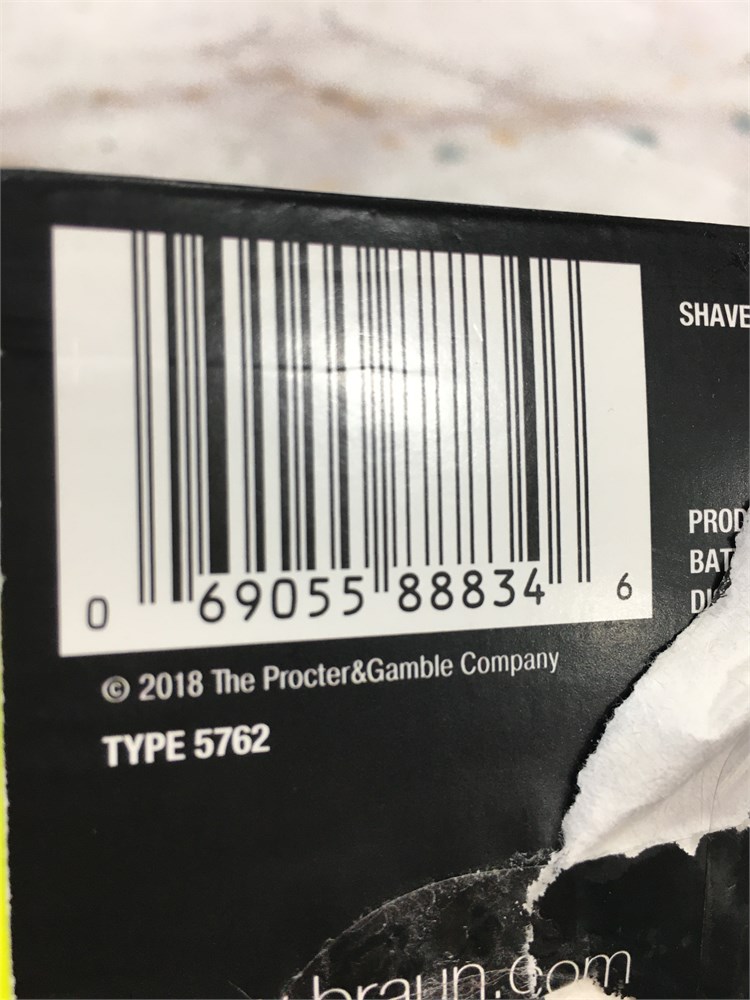 SHAVE
PROD
BAT
0 69055 88834 6
© 2018 The Procter&Gamble Company
TYPE 5762
braun.com